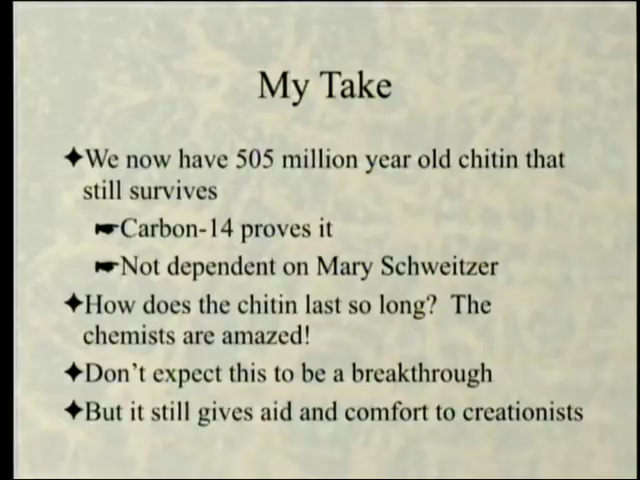 My Take
We now have 505 million year old chitin that
still survives
Carbon-14 proves it
Not dependent on Mary Schweitzer
How does the chitin last so long? The
chemists are amazed!
Don't expect this to be a breakthrough
But it still gives aid and comfort to creationists